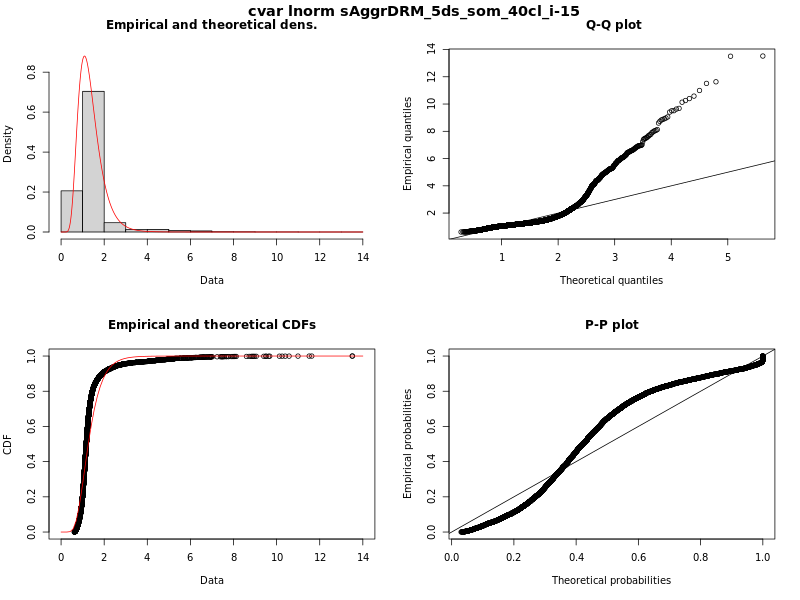 cvar lnorm sAggrDRM_5ds_som_40cl_i-15
Empirical and theoretical dens.
Density
0.0 0.2 0.4 0.6 0.8
0 2 4 6 8 10 12 14
Data
Q-Q plot
Empirical quantiles
2 4 6 8 10 12 14
1 2 3 4 5
Theoretical quantiles
Empirical and theoretical CDFs
CDF
0.0 0.2 0.4 0.6 0.8 1.0
0 2 4 6 8 10 12 14
Data
P-P plot
Empirical probabilities
0.0 0.2 0.4 0.6 0.8 1.0
0.0 0.2 0.4 0.6 0.8 1.0
Theoretical probabilities